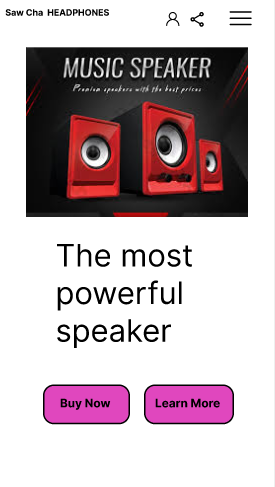 Saw Cha HEADPHONES
MUSIC SPEAKER
Premium speakers with the best prices
The most
powerful
speaker
Buy Now
Learn More